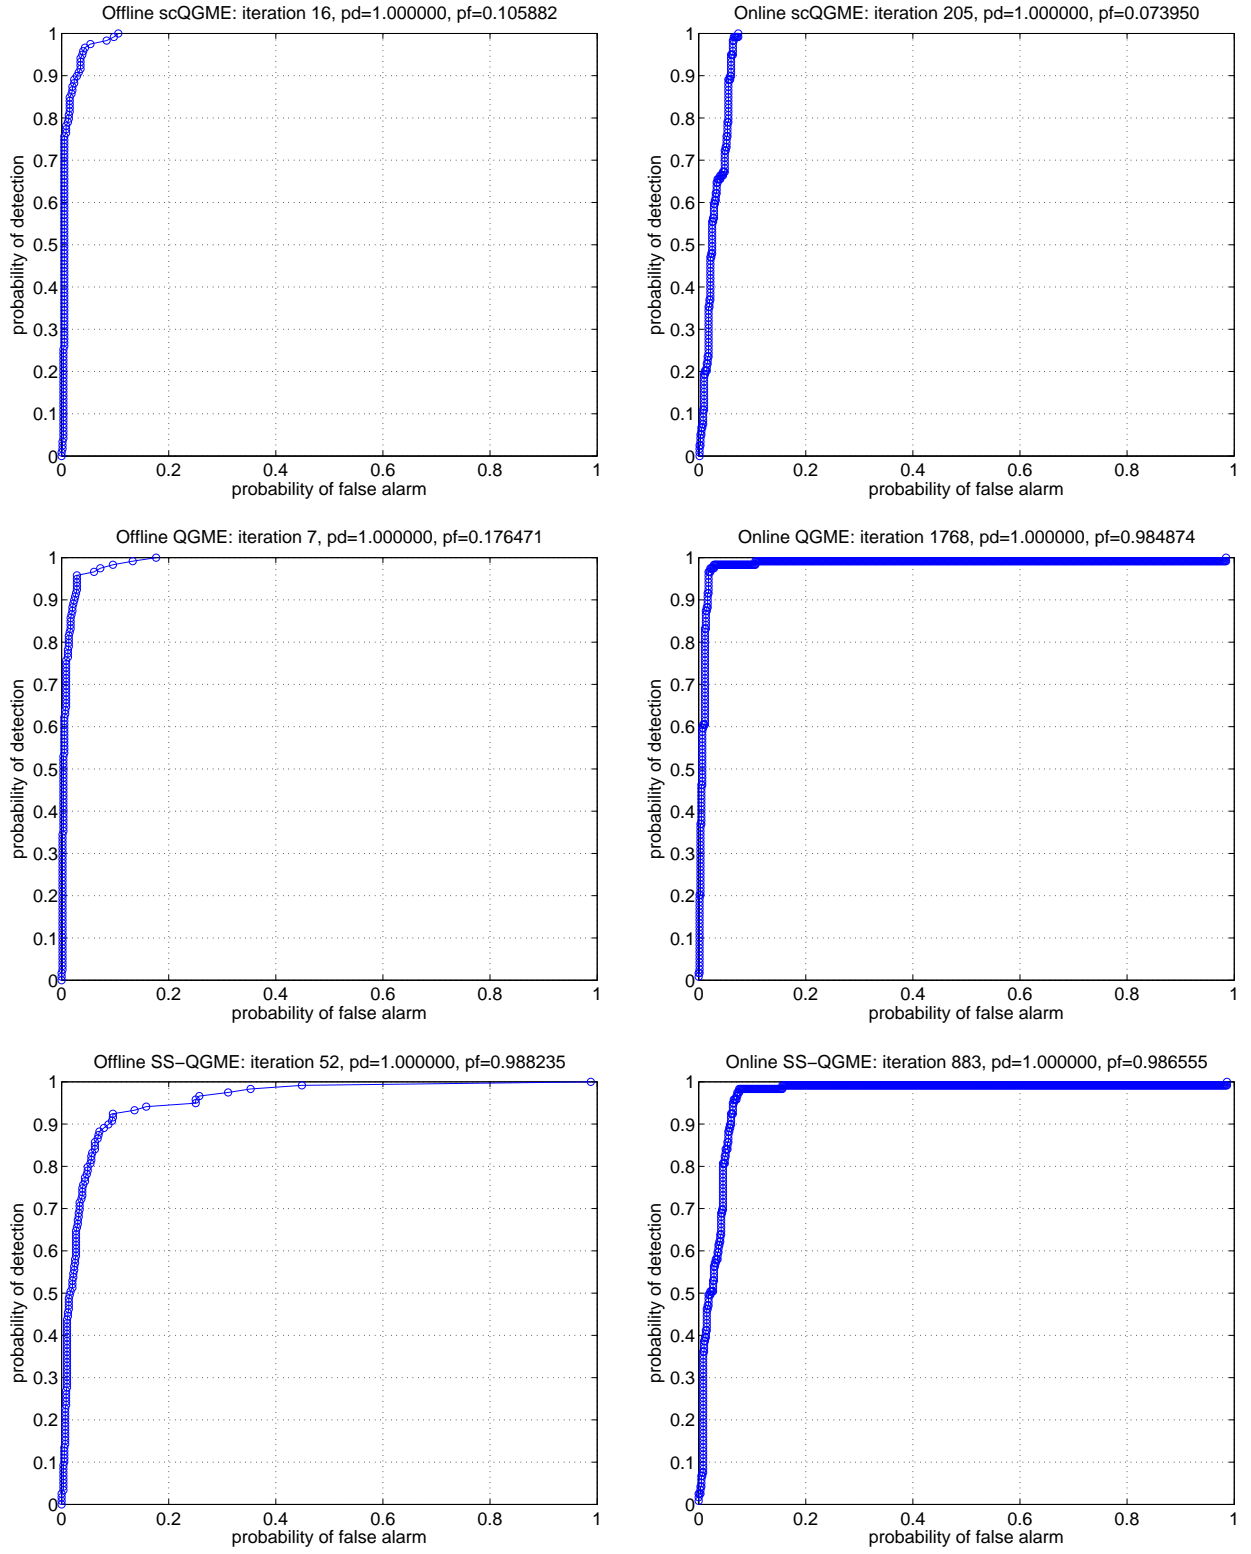 Offline scQGME: iteration 16, pd=1.000000, pf=0.105882
1
0.9
0.8
0.7
0.6
0.5
0.4
0.3
0.2
0.1
0
probability of detection
0 0.2 0.4 0.6 0.8 1
probability of false alarm
Online scQGME: iteration 205, pd=1.000000, pf=0.073950
1
0.9
0.8
0.7
0.6
0.5
0.4
0.3
0.2
0.1
0
probability of detection
0 0.2 0.4 0.6 0.8 1
probability of false alarm
Offline QGME: iteration 7, pd=1.000000, pf=0.176471
1
0.9
0.8
0.7
0.6
0.5
0.4
0.3
0.2
0.1
0
probability of detection
0 0.2 0.4 0.6 0.8 1
probability of false alarm
Online QGME: iteration 1768, pd=1.000000, pf=0.984874
1
0.9
0.8
0.7
0.6
0.5
0.4
0.3
0.2
0.1
0
probability of detection
0 0.2 0.4 0.6 0.8 1
probability of false alarm
Offline SS−QGME: iteration 52, pd=1.000000, pf=0.988235
1
0.9
0.8
0.7
0.6
0.5
0.4
0.3
0.2
0.1
0
probability of detection
0 0.2 0.4 0.6 0.8 1
probability of false alarm
Online SS−QGME: iteration 883, pd=1.000000, pf=0.986555
1
0.9
0.8
0.7
0.6
0.5
0.4
0.3
0.2
0.1
0
probability of detection
0 0.2 0.4 0.6 0.8 1
probability of false alarm